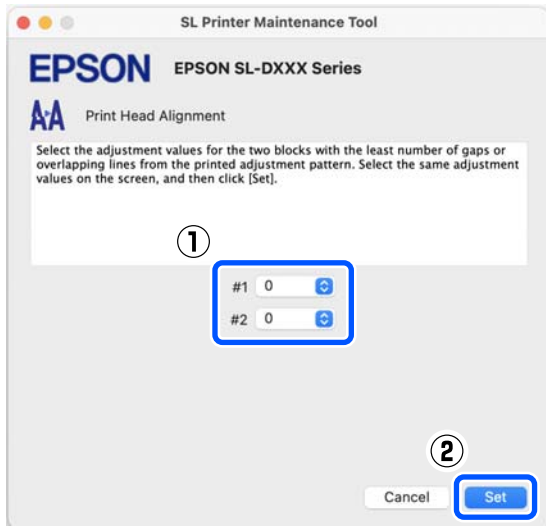 SL Printer Maintenance Tool
EPSON EPSON SL-DXXX Series
Print Head Alignment
Select the adjustment values for the two blocks with the least number of gaps or
overlapping lines from the printed adjustment pattern. Select the same adjustment
values on the screen, and then click [Set].
①
#1 0
#2 0
②
Cancel Set